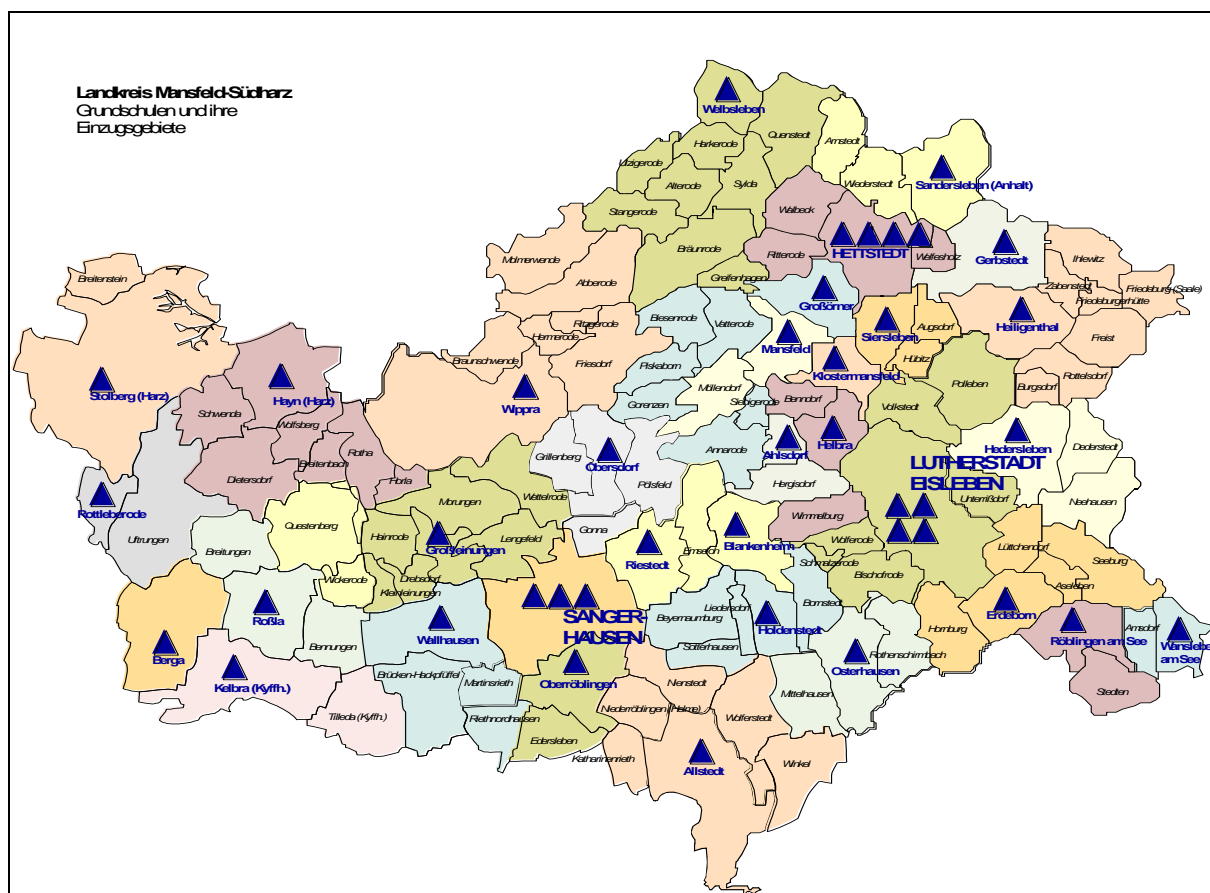 Landkreis Mansfeld-Südharz
Grundschulen und ihre
Einzugsgebiete
Welbsleben
Quenstedt
Arnstedt
Harkerode
Ulzigerode
Alterode
Sylda
Wiederstedt
Sandersleben (Anhalt)
Stangerode
Walbeck
Bräunrode
Ritterode
HETTSTEDT
Walfesholz
Gerbstedt
Ihlewitz
Molmerwende
Greifenhagen
Zabenstedt
Friedeburg (Saale)
Breitenstein
Abberode
Großörner
Friedeburgerhütte
Biesenrode
Vatterode
Siersleben
Augsdorf
Heiligenthal
Ritzgerode
Hermerode
Mansfeld
Freist
Braunschwende
Friesdorf
Piskaborn
Hübitz
Klostermansfeld
Rottelsdorf
Stolberg (Harz)
Hayn (Harz)
Wippra
Möllendorf
Polleben
Burgsdorf
Gorenzen
Siebigerode
Benndorf
Volkstedt
Schwenda
Wolfsberg
Helbra
Hedersleben
Dederstedt
Annarode
Ahlsdorf
Rotha
Grillenberg
Obersdorf
LUTHERSTADT
EISLEBEN
Breitenbach
Dietersdorf
Horla
Pölsfeld
Hergisdorf
Wattelrode
Morungen
Unterrißdorf
Neehausen
Rottleberode
Questenberg
Wimmelburg
Gonna
Uftrungen
Breitungen
Hainrode
Großleinungen
Lengefeld
Riestedt
Emseloh
Blankenheim
Wolferode
Lüttchendorf
Schmalzerode
Seeburg
Wickerode
Drebsdorf
Kleinleinungen
Bischofrode
Aseleben
Roßla
Wallhausen
SANGER-
HAUSEN
Liedersdorf
Beyernaumburg
Holdenstedt
Bornstedt
Erdeborn
Hornburg
Röblingen am See
Amsdorf
Wansleben
am See
Bennungen
Sotterhausen
Rothenschirmbach
Berga
Osterhausen
Kelbra (Kyffh.)
Brücken-Hackpfüffel
Martinsrieth
Oberröblingen
Nienstedt
Mittelhausen
Stedten
Tilleda (Kyffh.)
Riethnordhausen
Niederröblingen (Helme)
Wolferstedt
Edersleben
Katharinenrieth
Allstedt
Winkel